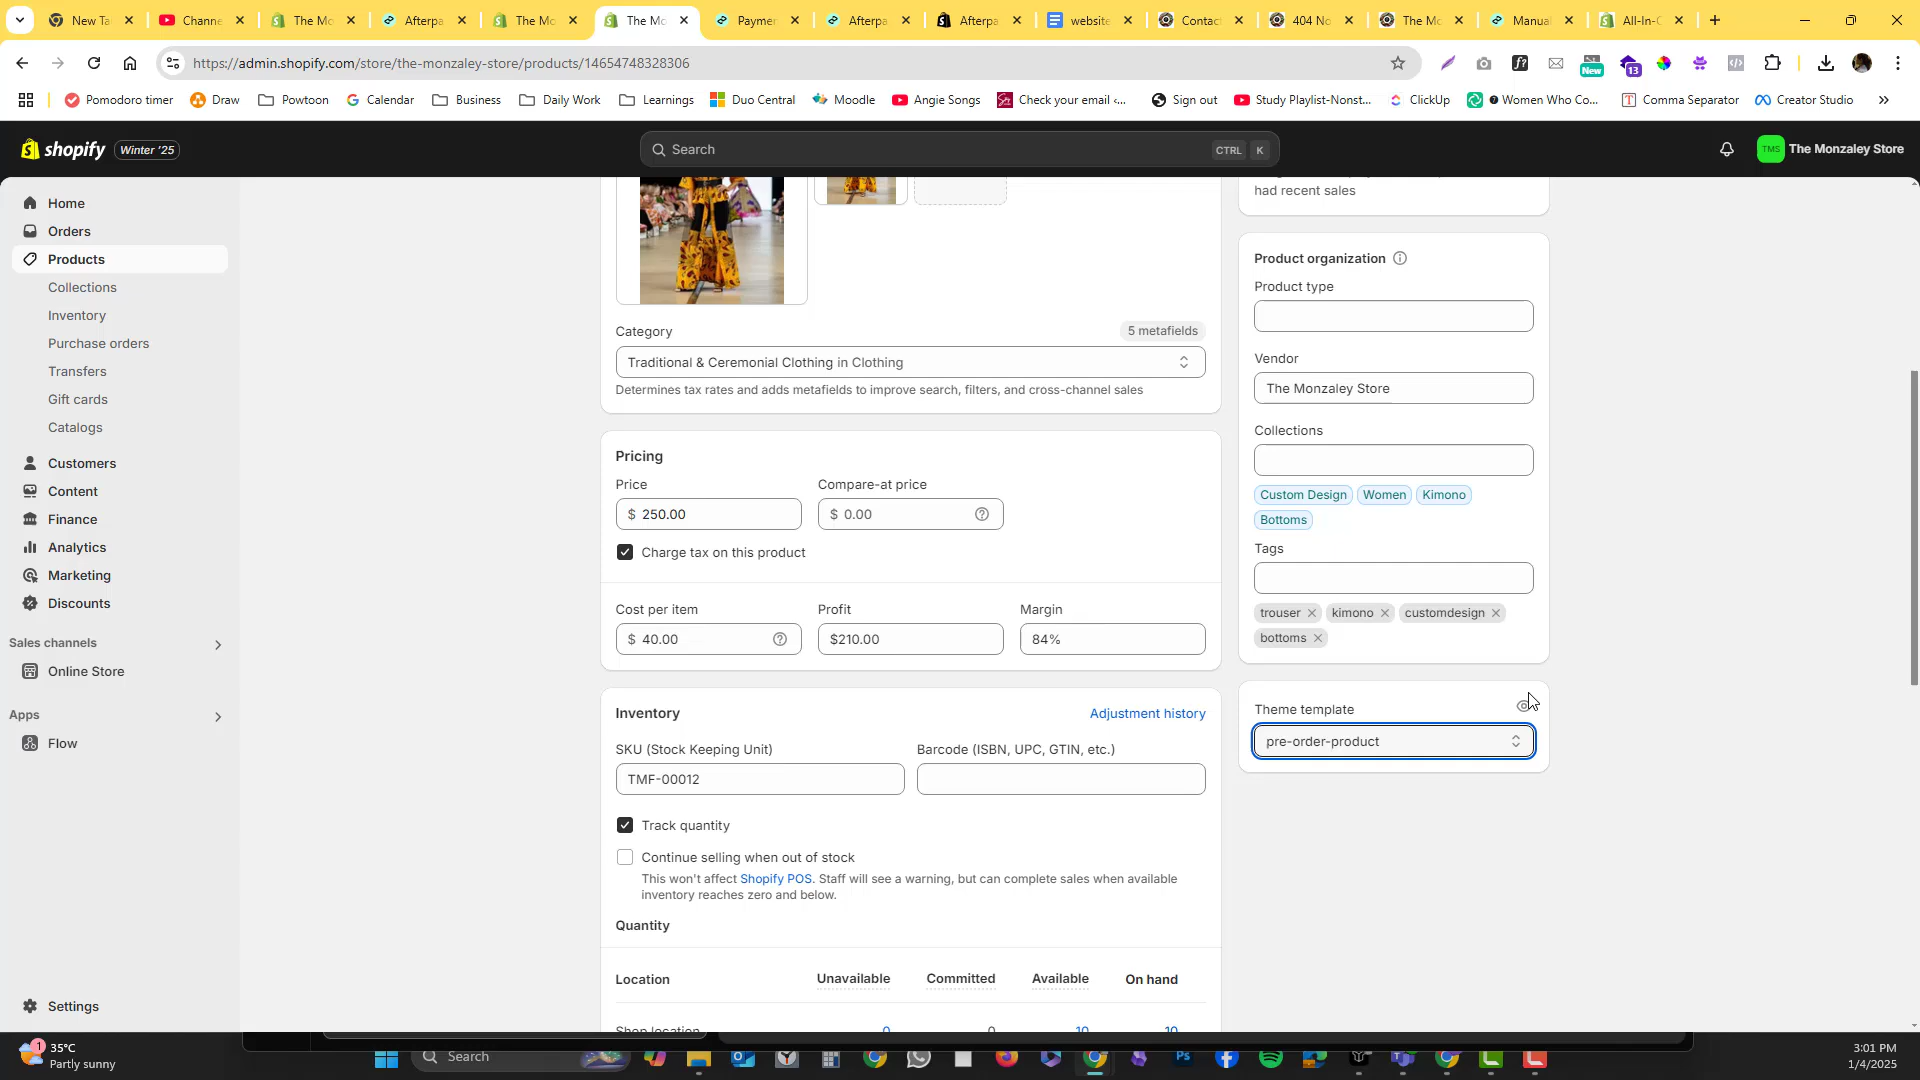 New Ta
Channe
The Mo
Afterpa
The Mo
The Mo
Paymer
Afterpa
Afterpa
website
Contac
404 No
The Mo
Manual
All-In-C
https://admin.shopify.com/store/the-monzaley-store/products/14654748328306
New
13
Pomodoro timer
Draw
Powtoon
Calendar
Business
Daily Work
Learnings
Duo Central
Moodle
Angie Songs
Check your email <...
Sign out
Study Playlist-Nonst...
ClickUp
Women Who Co...
Comma Separator
Creator Studio
»
shopify
Winter '25
Search
CTRL K
TMS
The Monzaley Store
Home
Orders
Products
Collections
Inventory
Purchase orders
Transfers
Gift cards
Catalogs
Customers
Content
Finance
Analytics
Marketing
Discounts
Sales channels
Online Store
Apps
Flow
Settings
Category
5 metafields
Traditional & Ceremonial Clothing in Clothing
Determines tax rates and adds metafields to improve search, filters, and cross-channel sales
Pricing
Price
Compare-at price
$ 250.00
$ 0.00
Charge tax on this product
Cost per item
Profit
Margin
$ 40.00
$210.00
84%
Inventory
Adjustment history
SKU (Stock Keeping Unit)
Barcode (ISBN, UPC, GTIN, etc.)
TMF-00012
Track quantity
Continue selling when out of stock
This won't affect Shopify POS. Staff will see a warning, but can complete sales when available
inventory reaches zero and below.
Quantity
Location
Unavailable
Committed
Available
On hand
Shop location
0
0
10
10
had recent sales
Product organization
Product type
Vendor
The Monzaley Store
Collections
Custom Design
Women
Kimono
Bottoms
Tags
trouser
kimono
customdesign
bottoms
Theme template
pre-order-product
1
35°C
Partly sunny
Search
3:01 PM
1/4/2025